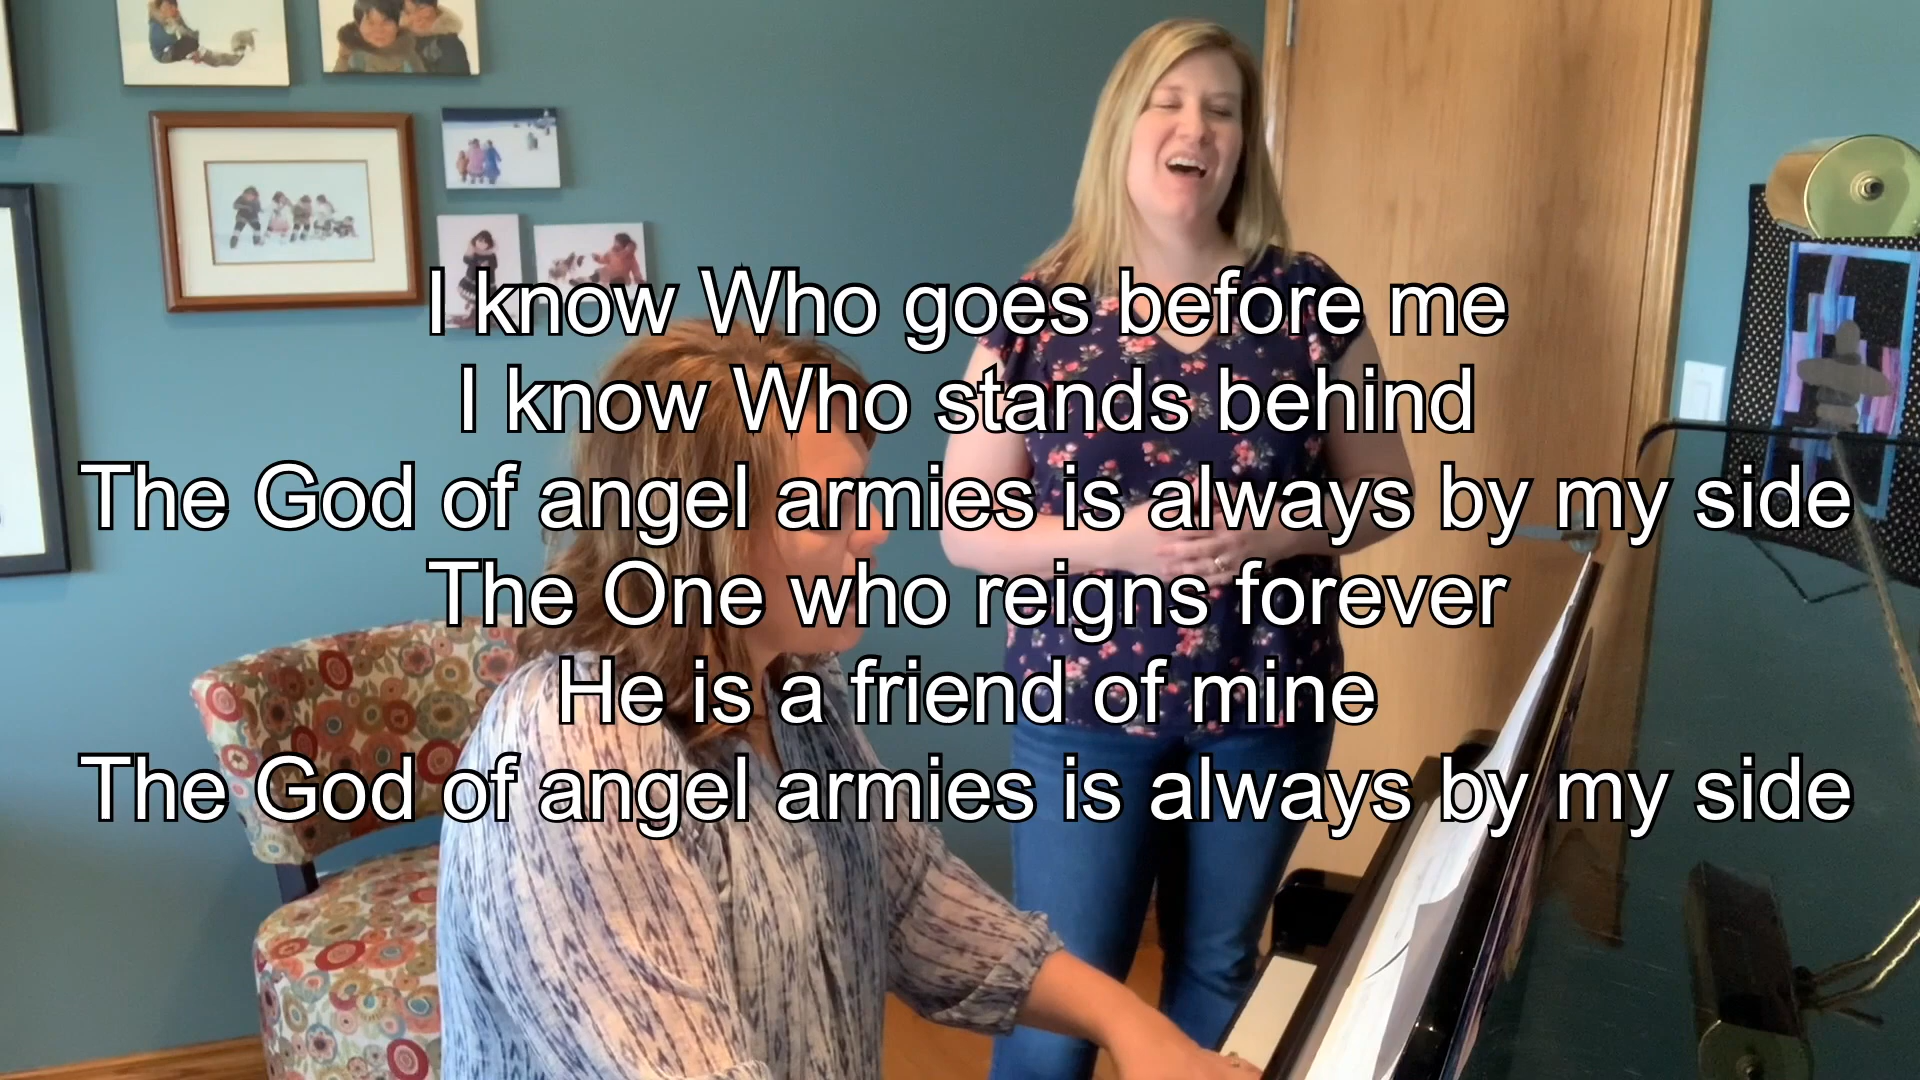 I know Who goes before me
I know Who stands behind
The God of angel armies is always by my side
The One who reigns forever
He is a friend of mine
The God of angel armies is always by my side